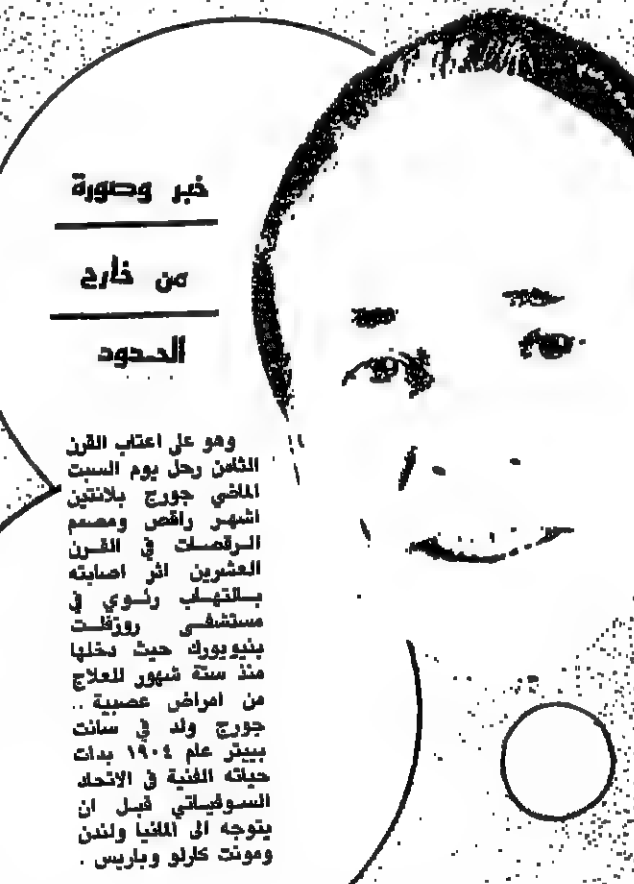 خبر وصورة
من خارج
الحدود
وهو على اعتاب القرن
الثامن رحل يوم السبت
الماضي جورج بلانتين
اشهر راقص ومصمم
الرقصات في القرن
العشرين اثر اصابته
بالتهاب رئوي في
مستشفى روزفلت
بنيويورك حيث دخلها
منذ ستة شهور للعلاج
من امراض عصبية ..
جورج ولد في سانت
بيتر عام ١٩٠٤ بدات
حياته الفنية في الاتحاد
السوفياتي قبل ان
يتوجه الى المانيا ولندن
ومونت كارلو وباريس .